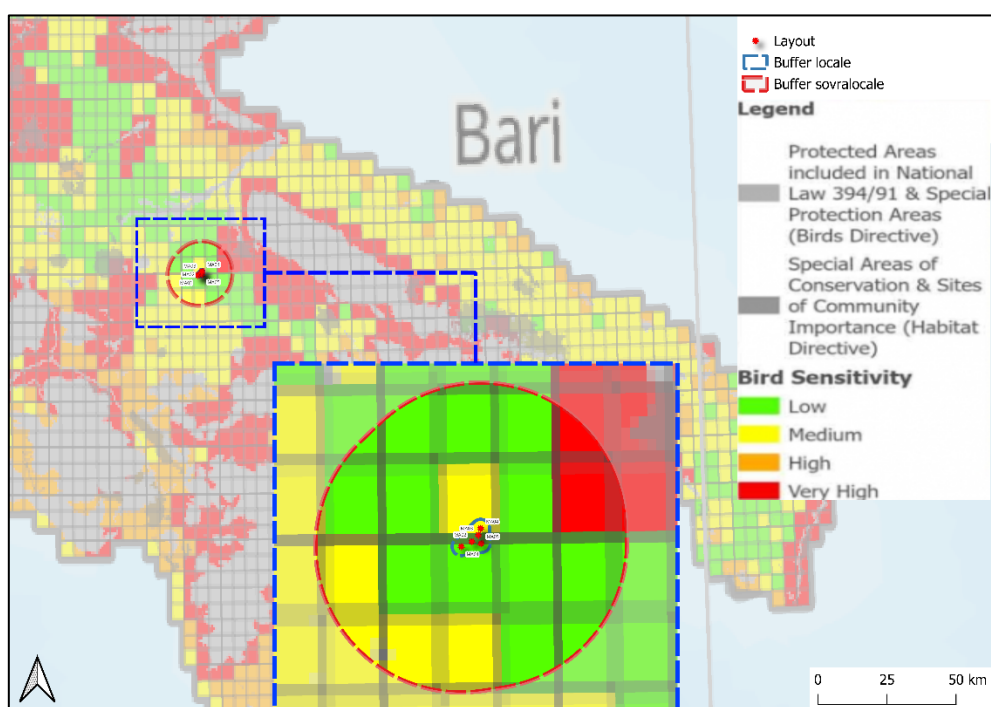 Layout
Buffer locale
Buffer sovralocale
Legend
Protected Areas
included in National
Law 394/91 & Special
Protection Areas
(Birds Directive)
Special Areas of
Conservation & Sites
of Community
Importance (Habitat
Directive)
Bird Sensitivity
Low
Medium
High
Very High
Bari
0 25 50 km